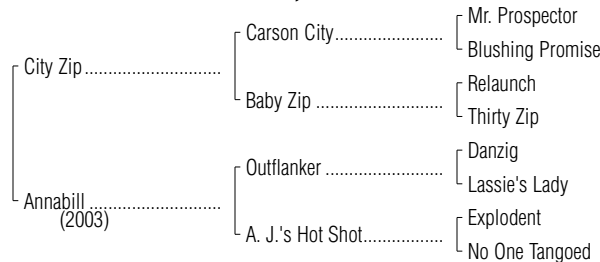 Mr. Prospector
Carson City
Blushing Promise
City Zip
Relaunch
Baby Zip
Thirty Zip
Danzig
Outflanker
Lassie's Lady
Annabill
(2003)
Explodent
A. J.'s Hot Shot
No One Tangoed